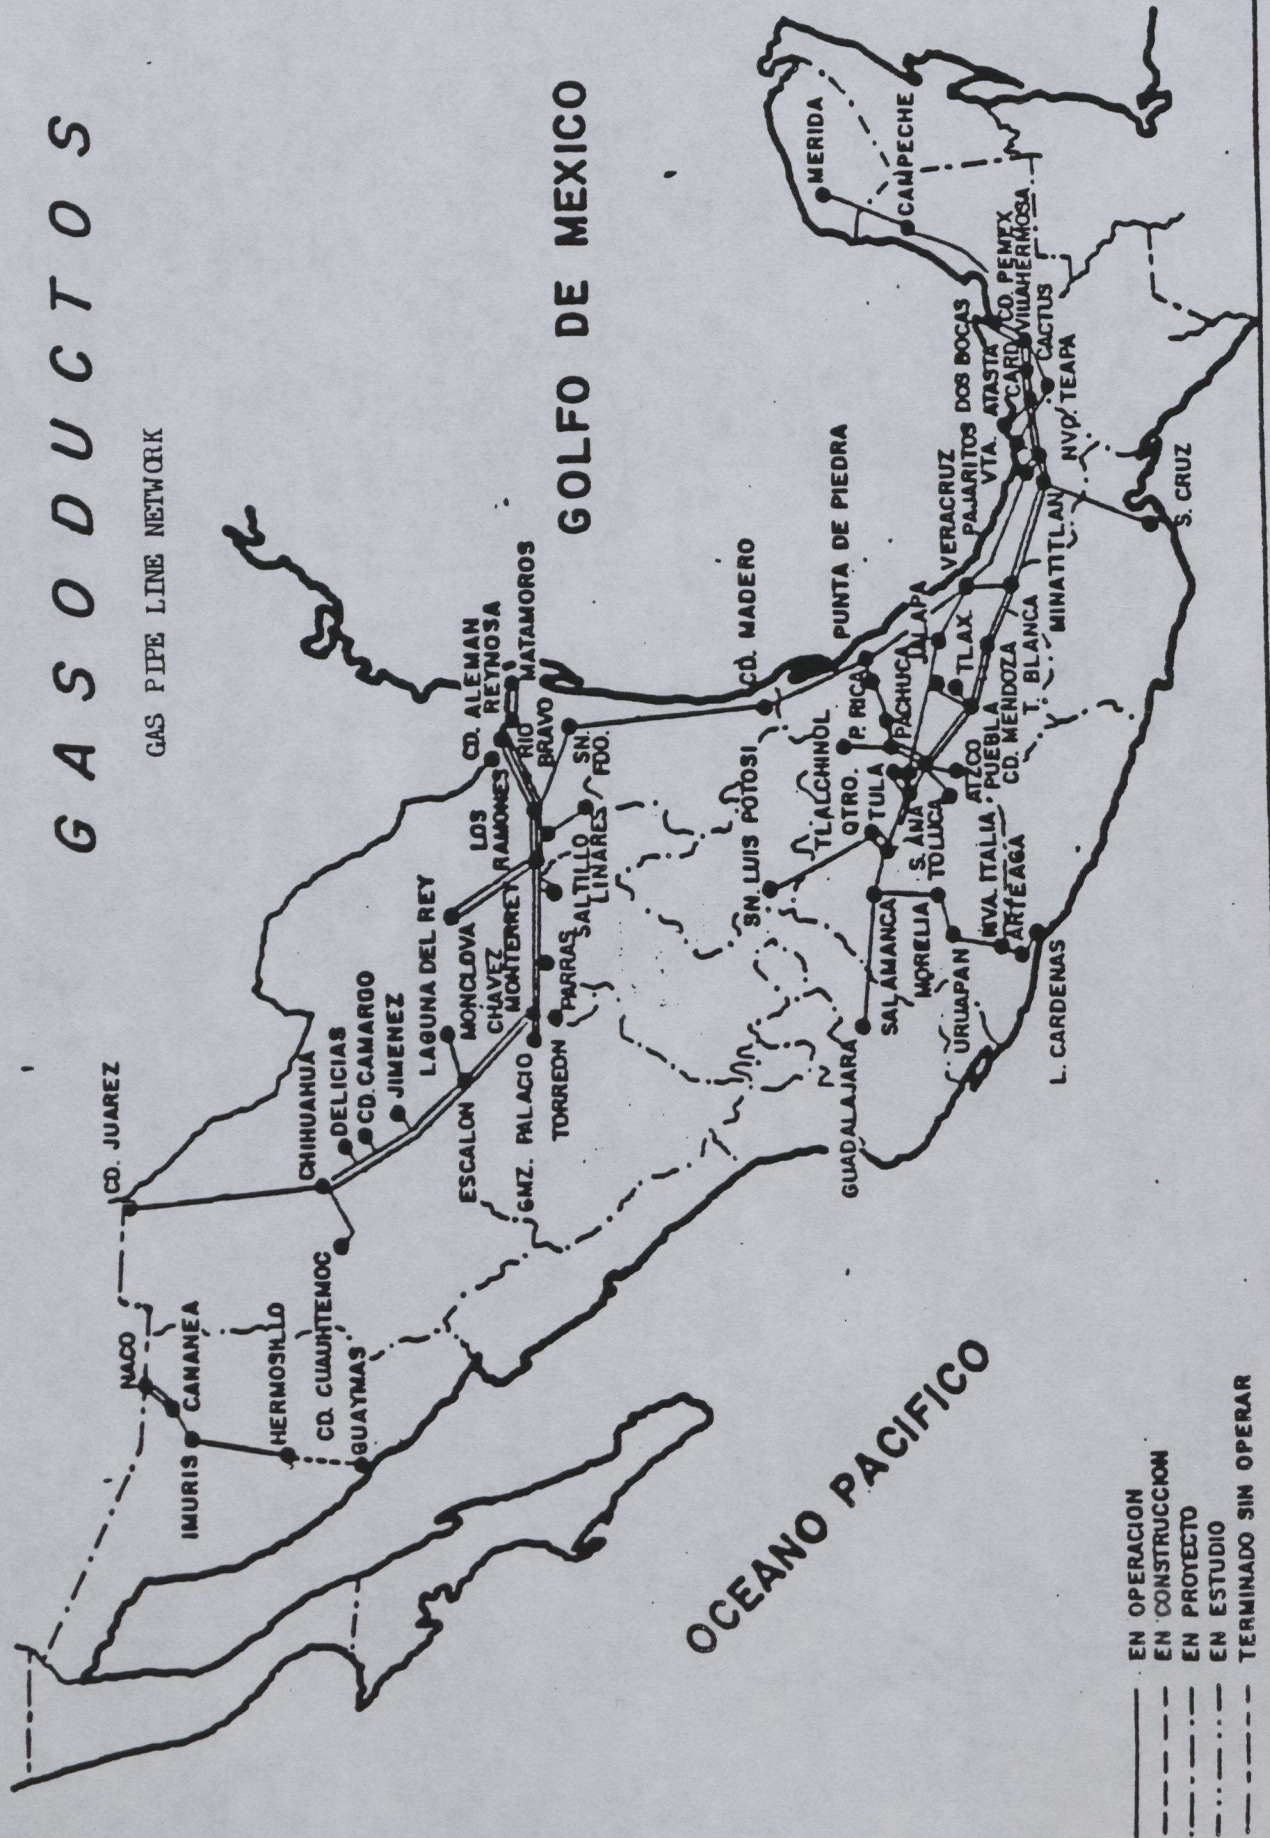 GASODUCTOS
GAS PIPE LINE NETWORK
GOLFO DE MEXICO
OCEANO PACIFICO
CD. JUAREZ
NACO
CANANEA
IMURIS
HERMOSILLO
CD. CUAUHTEMOC
GUAYMAS
CHIHUAHUA
DELICIAS
CD. CAMARGO
JIMENEZ
LAGUNA DEL REY
MONCLOVA
CHAVEZ
MONTERREY
ESCALON
GMZ. PALACIO
TORREON
PARRAS
SALTILLO
LINARES
LOS
RAMONES
CD. ALEMAN
REYNOSA
RIO
BRAVO
MATAMOROS
SN.
FDO.
CD. MADERO
PUNTA DE PIEDRA
SN. LUIS POTOSI
TLALCHINOL
QTRO.
TULA
P. RICA
PACHUCA
JALAPA
TLAX.
S. ANA
TOLUCA
ATZCO
PUEBLA
CD. MENDOZA
T. BLANCA
MINATITLAN
GUADALAJARA
SALAMANCA
MORELIA
URUAPAN
NVA. ITALIA
ARTEAGA
L. CARDENAS
VERACRUZ
PAJARITOS
DOS BOCAS
VTA.
ATASTA
CARD.
CD. PEMEX
VILLAHERMOSA
CACTUS
NVO. TEAPA
S. CRUZ
MERIDA
CAMPECHE
EN OPERACION
EN CONSTRUCCION
EN PROYECTO
EN ESTUDIO
TERMINADO SIN OPERAR